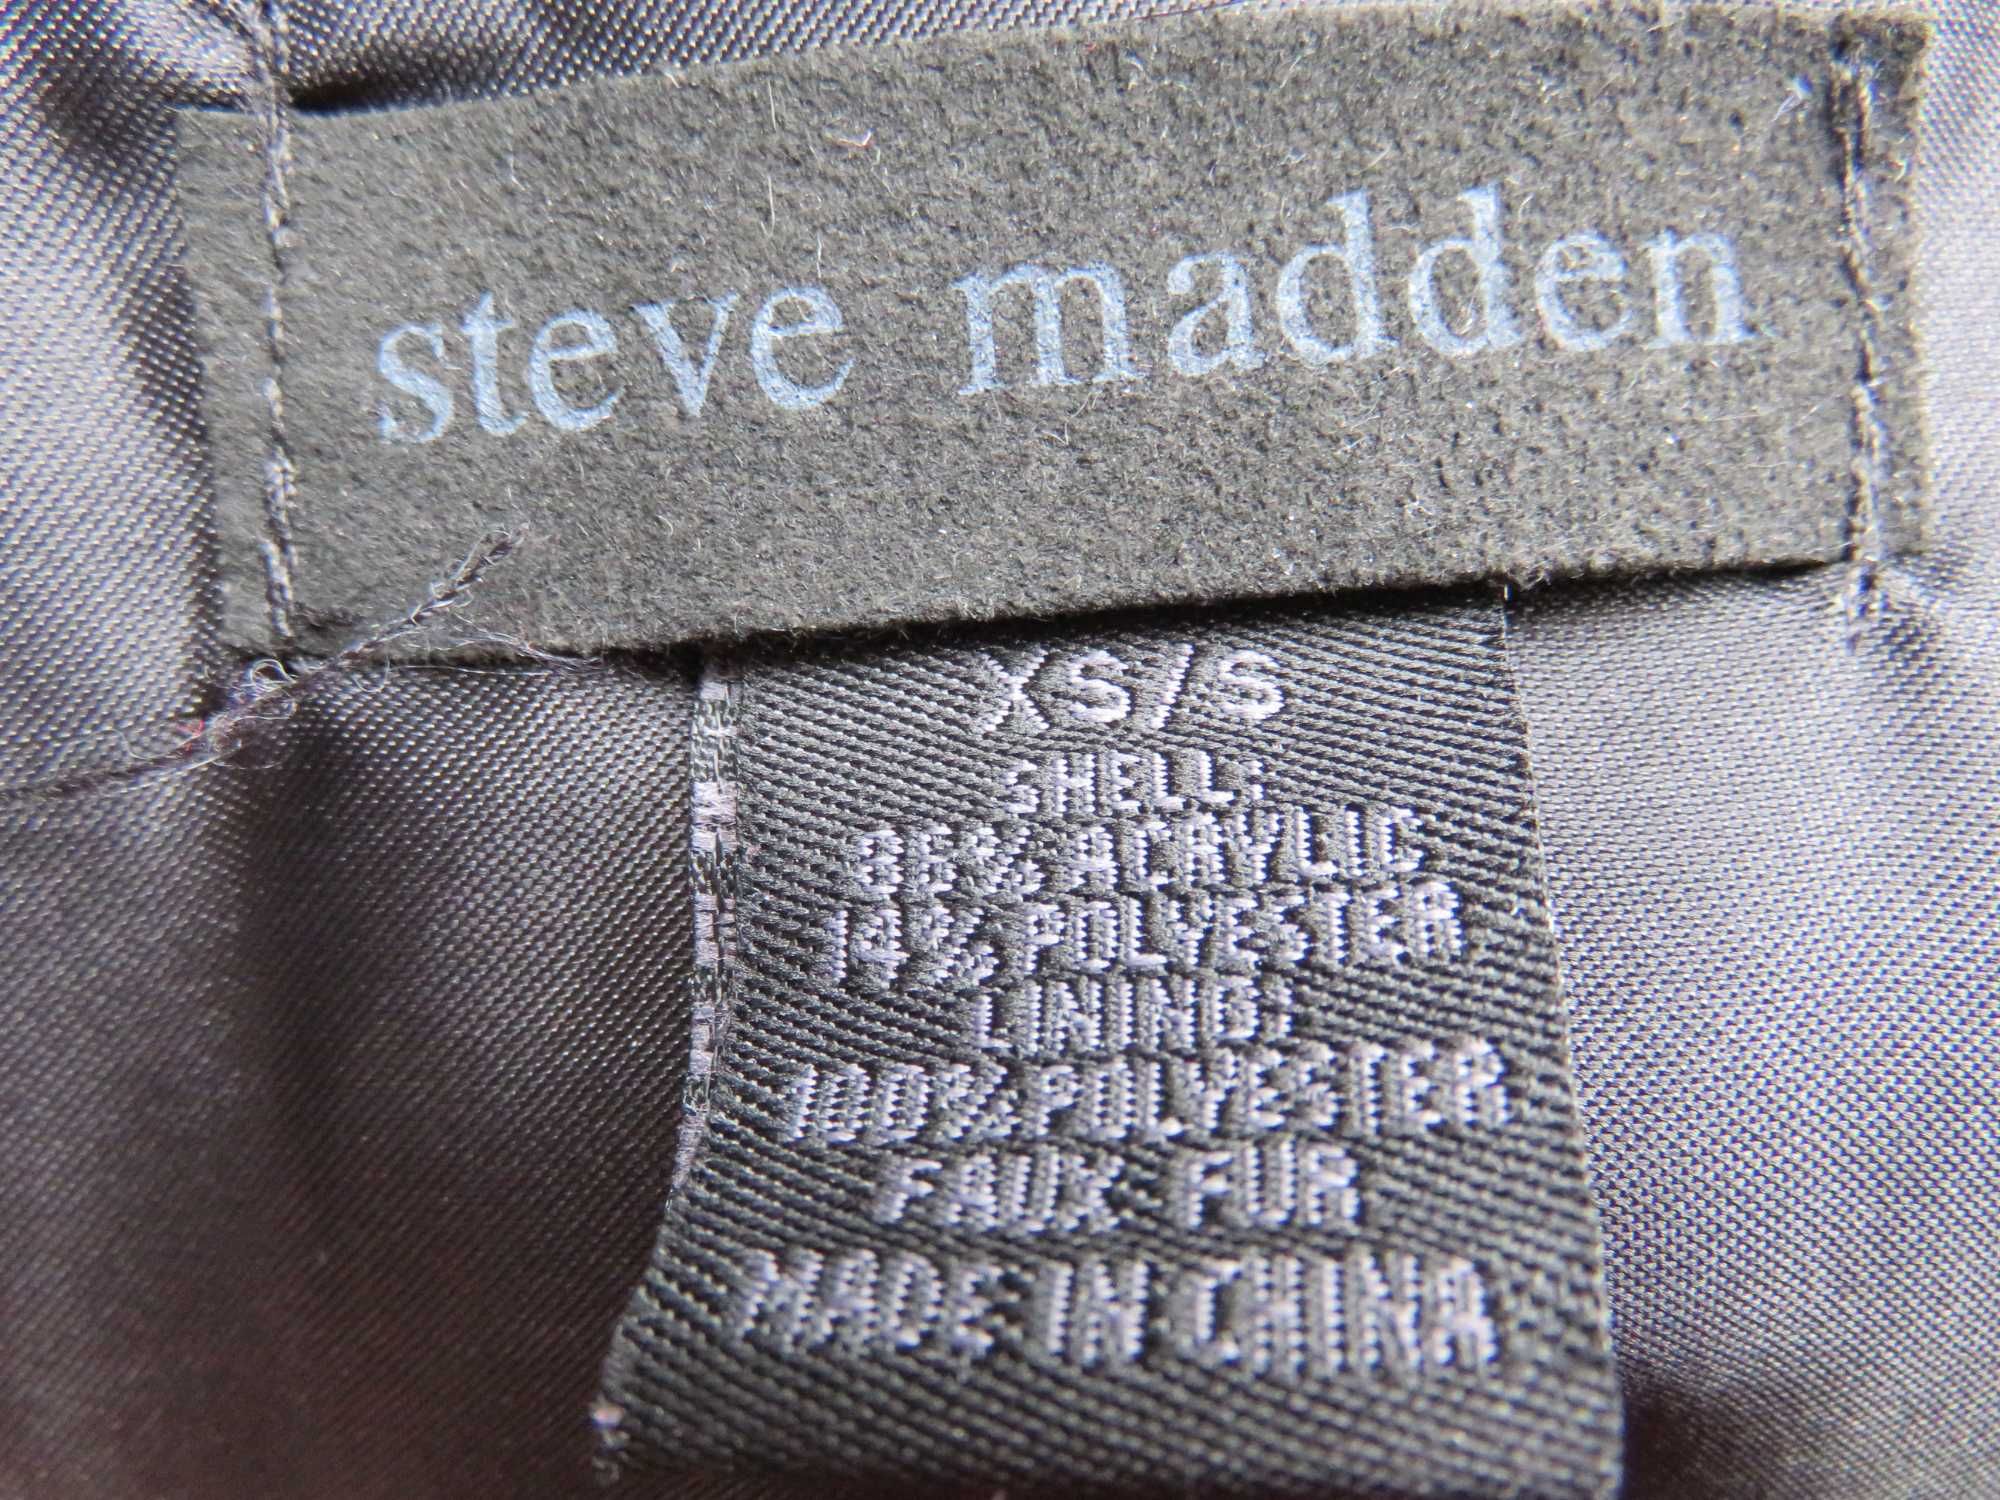 steve madden
XS/S
SHELL:
86% ACRYLIC
14% POLYESTER
LINING:
100% POLYESTER
FAUX FUR
MADE IN CHINA